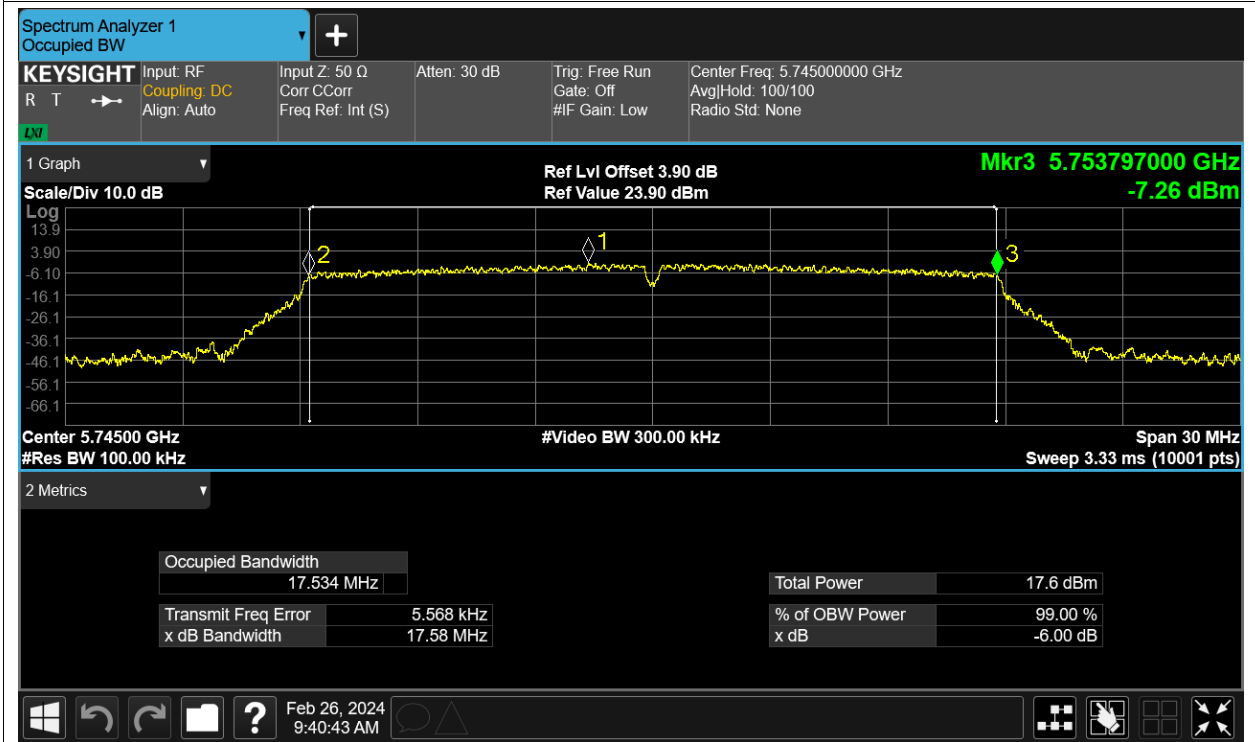 Spectrum Analyzer 1
Occupied BW
KEYSIGHT Input: RF Input Z: 50 Ω Atten: 30 dB Trig: Free Run Center Freq: 5.745000000 GHz
R T Coupling: DC Corr CCorr Gate: Off Avg|Hold: 100/100
Align: Auto Freq Ref: Int (S) #IF Gain: Low Radio Std: None
LXI
1 Graph Ref Lvl Offset 3.90 dB Mkr3 5.753797000 GHz
Scale/Div 10.0 dB Ref Value 23.90 dBm -7.26 dBm
Log
13.9
3.90
-6.10
-16.1
-26.1
-36.1
-46.1
-56.1
-66.1
2
1
3
Center 5.74500 GHz #Video BW 300.00 kHz Span 30 MHz
#Res BW 100.00 kHz Sweep 3.33 ms (10001 pts)
2 Metrics
Occupied Bandwidth
17.534 MHz Total Power 17.6 dBm
Transmit Freq Error 5.568 kHz % of OBW Power 99.00 %
x dB Bandwidth 17.58 MHz x dB -6.00 dB
? Feb 26, 2024
9:40:43 AM